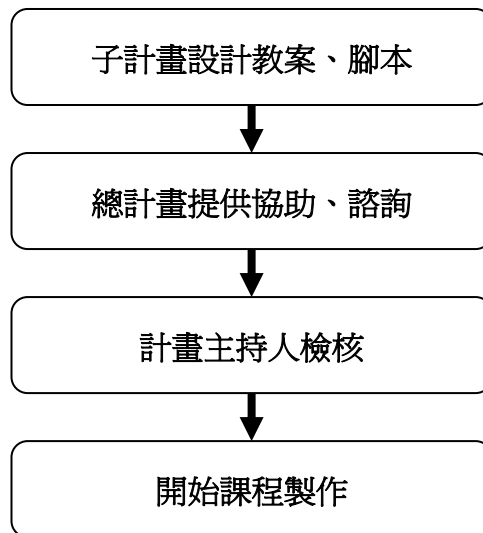 子計畫設計教案、腳本
總計畫提供協助、諮詢
計畫主持人檢核
開始課程製作